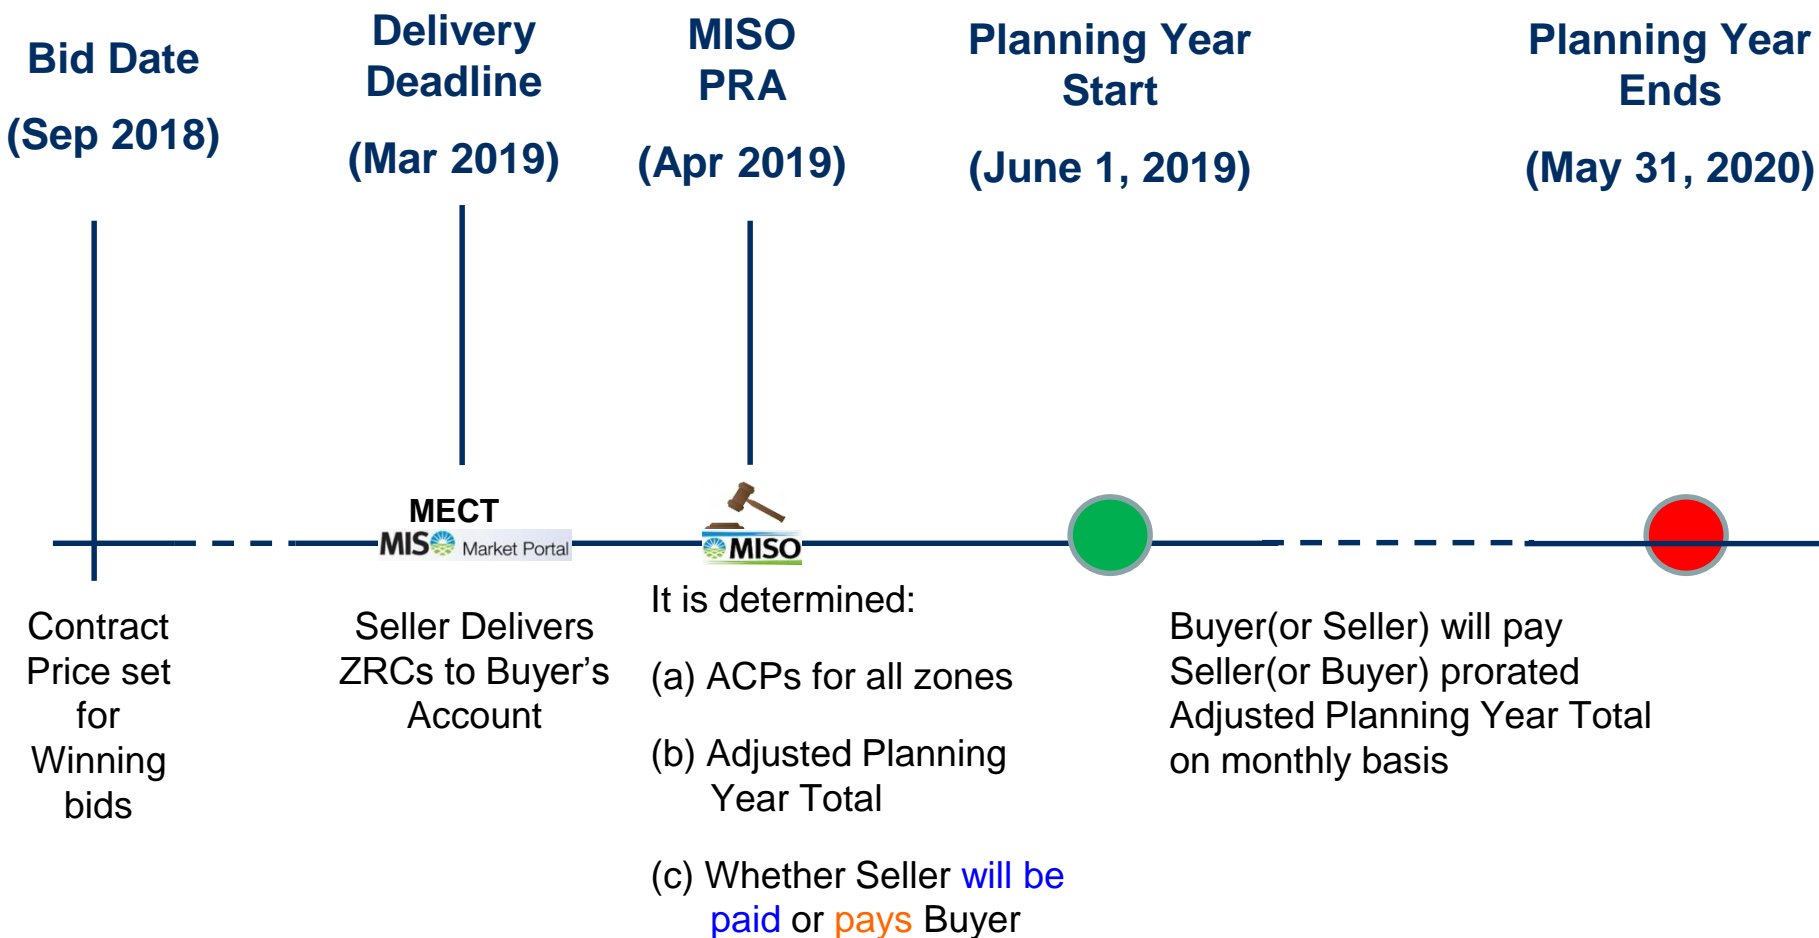 Bid Date
(Sep 2018)
Delivery
Deadline
(Mar 2019)
MISO
PRA
(Apr 2019)
Planning Year
Start
(June 1, 2019)
Planning Year
Ends
(May 31, 2020)
MECT
MISO Market Portal
MISO
Contract
Price set
for
Winning
bids
Seller Delivers
ZRCs to Buyer's
Account
It is determined:
(a) ACPs for all zones
(b) Adjusted Planning
Year Total
(c) Whether Seller will be
paid or pays Buyer
Buyer(or Seller) will pay
Seller(or Buyer) prorated
Adjusted Planning Year Total
on monthly basis